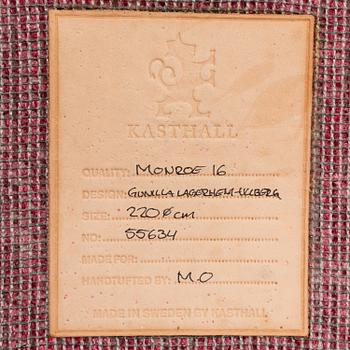 KASTHALL
QUALITY: MONROE 16
DESIGN: GUNILLA LAGERHEM-ULLBERG
SIZE: 220 ø cm
NO: 55634
MADE FOR:
HANDTUFTED BY: M.O
MADE IN SWEDEN BY KASTHALL